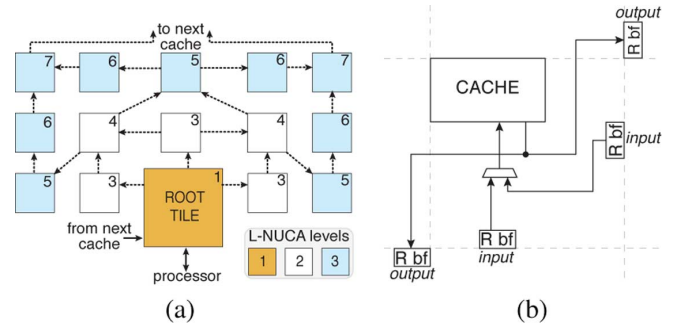 to next
cache
7 6 5 6 7
6 4 3 4 6
5 3 1 3 5
ROOT
TILE
from next
cache
processor
L-NUCA levels
1 2 3
(a)
output
R bf
CACHE
R bf input
R bf R bf
output input
(b)